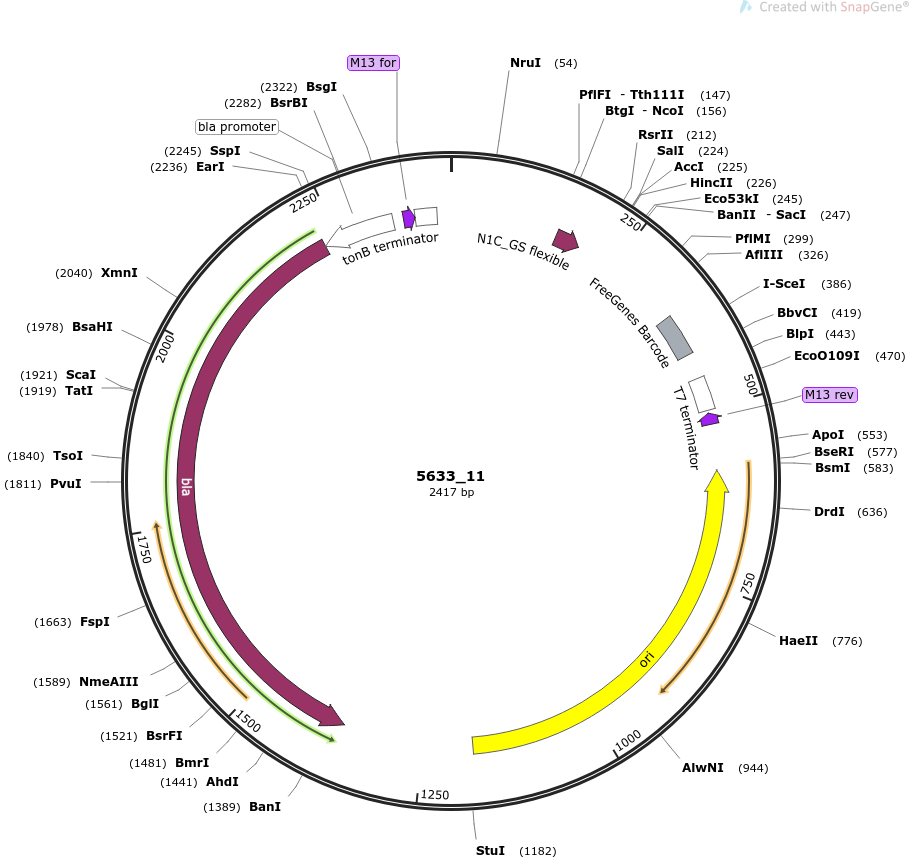 Created with SnapGene®
M13 for
NruI (54)
(2322) BsgI
(2282) BsrBI
bla promoter
(2245) SspI
(2236) EarI
PflFI - Tth111I (147)
BtgI - NcoI (156)
RsrII (212)
SalI (224)
AccI (225)
HincII (226)
Eco53kI (245)
BanII - SacI (247)
PflMI (299)
AflIII (326)
I-SceI (386)
BbvCI (419)
BlpI (443)
EcoO109I (470)
M13 rev
ApoI (553)
BseRI (577)
BsmI (583)
DrdI (636)
HaeII (776)
AlwNI (944)
StuI (1182)
(1389) BanI
(1441) AhdI
(1481) BmrI
(1521) BsrFI
(1561) BglI
(1589) NmeAIII
(1663) FspI
(1811) PvuI
(1840) TsoI
(1919) TatI
(1921) ScaI
(1978) BsaHI
(2040) XmnI
250
500
750
1000
1250
1500
1750
2000
2250
tonB terminator
N1C_GS flexible
FreeGenes Barcode
T7 terminator
ori
bla
5633_11
2417 bp